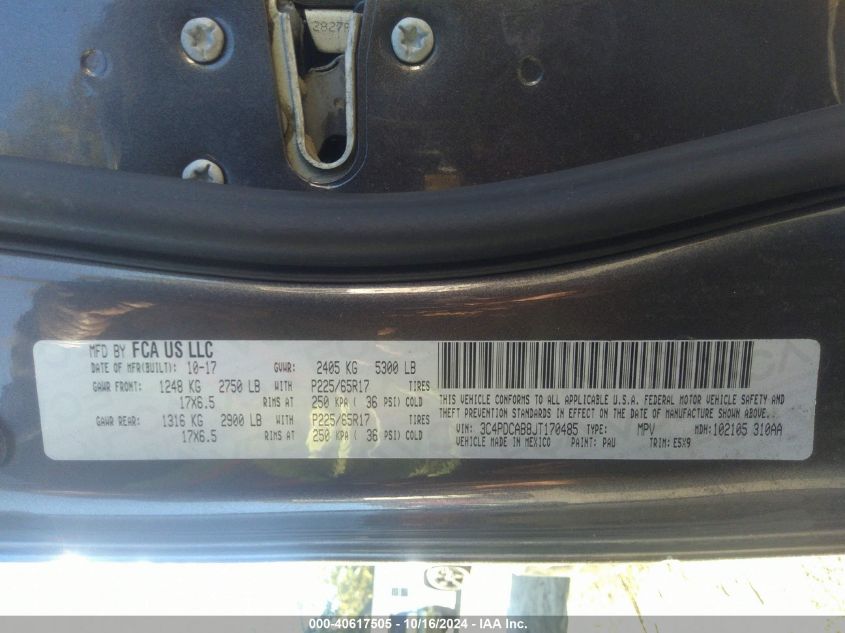 2827
MFD BY FCA US LLC
DATE OF MFR(BUILT): 10-17 GVWR: 2405 KG 5300 LB
GAWR FRONT: 1248 KG 2750 LB WITH P225/65R17 TIRES
17X6.5 RIMS AT 250 KPA ( 36 PSI) COLD
GAWR REAR: 1316 KG 2900 LB WITH P225/65R17 TIRES
17X6.5 RIMS AT 250 KPA ( 36 PSI) COLD
THIS VEHICLE CONFORMS TO ALL APPLICABLE U.S.A. FEDERAL MOTOR VEHICLE SAFETY AND
THEFT PREVENTION STANDARDS IN EFFECT ON THE DATE OF MANUFACTURE SHOWN ABOVE.
VIN: 3C4PDCAB8JT170485 TYPE: MPV MDH: 102105 310AA
VEHICLE MADE IN MEXICO PAINT: PAU TRIM: E5X9
000-40617505 - 10/16/2024 - IAA Inc.